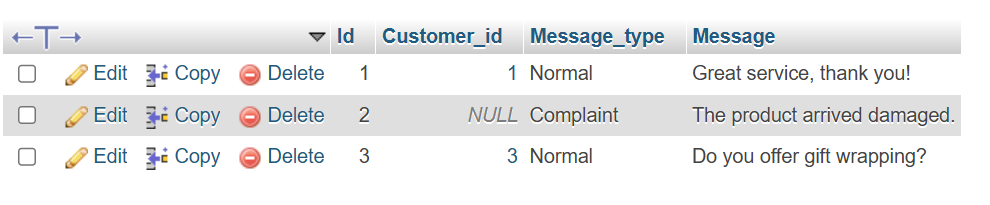 Id Customer_id Message_type Message
Edit Copy Delete 1 1 Normal Great service, thank you!
Edit Copy Delete 2 NULL Complaint The product arrived damaged.
Edit Copy Delete 3 3 Normal Do you offer gift wrapping?